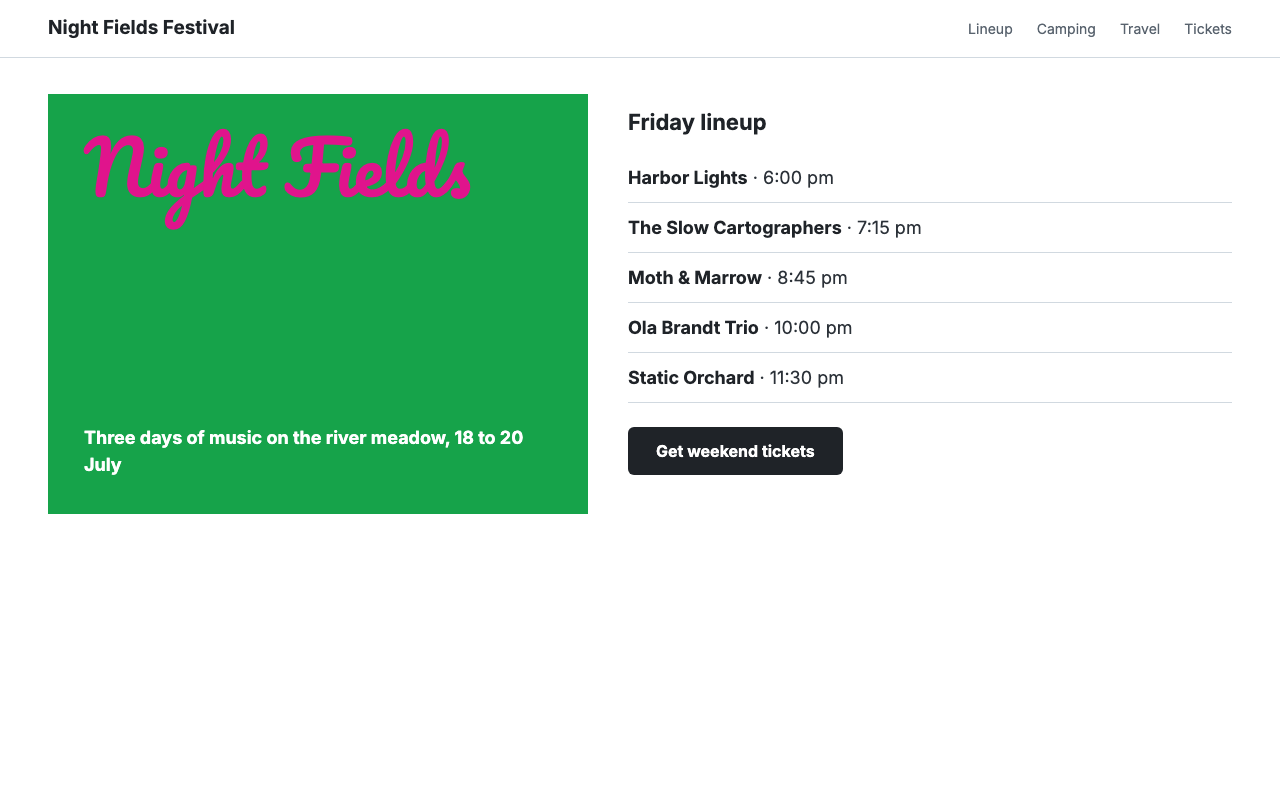 Night Fields Festival
Lineup
Camping
Travel
Tickets
Night Fields
Three days of music on the river meadow, 18 to 20
July
Friday lineup
Harbor Lights · 6:00 pm
The Slow Cartographers · 7:15 pm
Moth & Marrow · 8:45 pm
Ola Brandt Trio · 10:00 pm
Static Orchard · 11:30 pm
Get weekend tickets